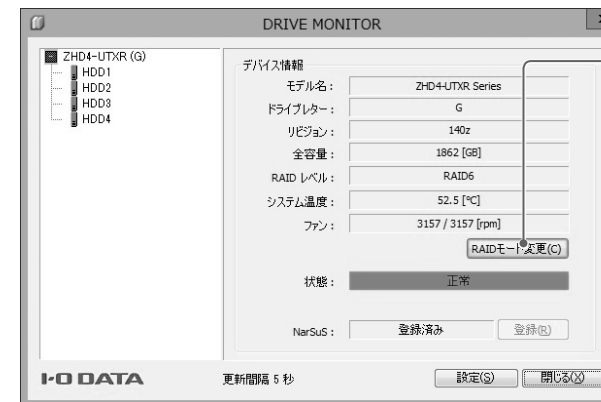 DRIVE MONITOR
ZHD4-UTXR (G)
HDD1
HDD2
HDD3
HDD4
デバイス情報
モデル名： ZHD4-UTXR Series
ドライブレター： G
リビジョン： 140z
全容量： 1862 [GB]
RAID レベル： RAID6
システム温度： 52.5 [℃]
ファン： 3157 / 3157 [rpm]
RAIDモード変更(C)
状態： 正常
NarSuS： 登録済み 登録(R)
I-O DATA 更新間隔 5 秒 設定(S) 閉じる(X)